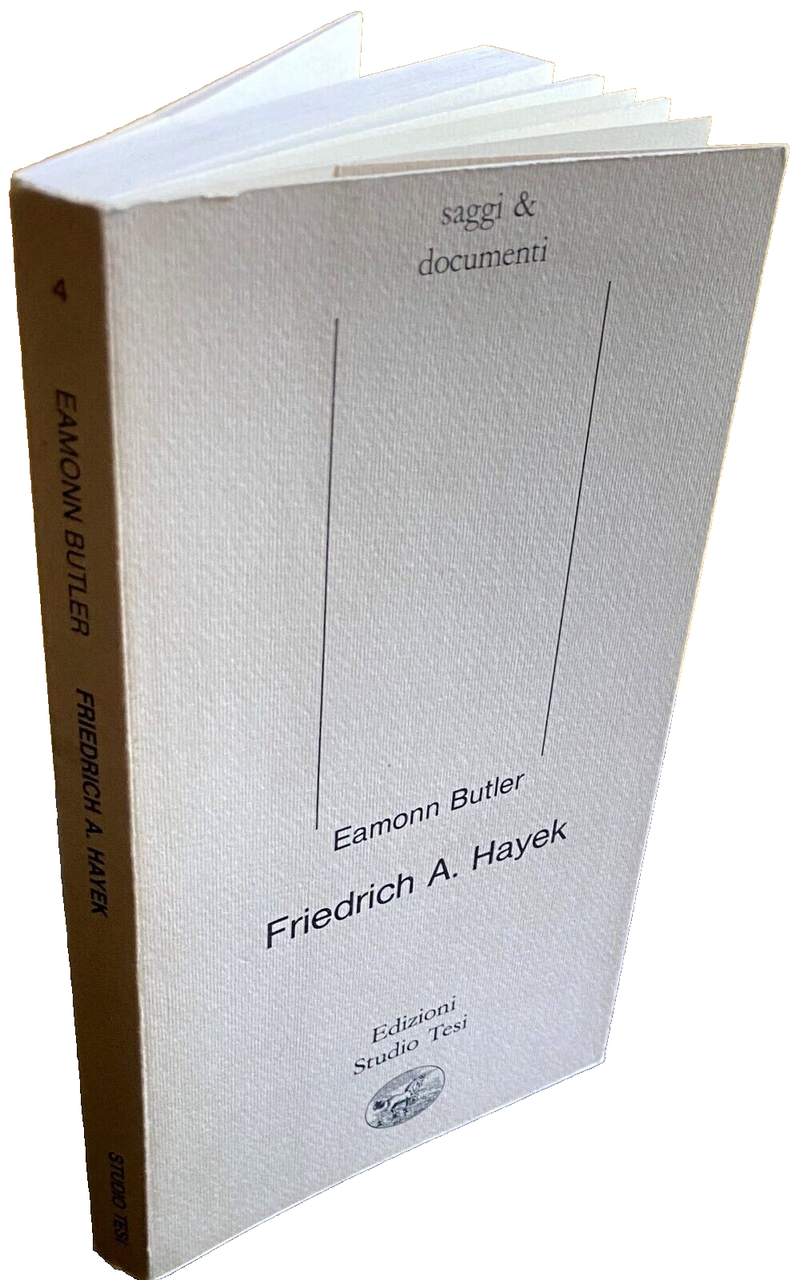 saggi &
documenti
Eamonn Butler
Friedrich A. Hayek
Edizioni
Studio Tesi
4
EAMONN BUTLER
FRIEDRICH A. HAYEK
STUDIO TESI